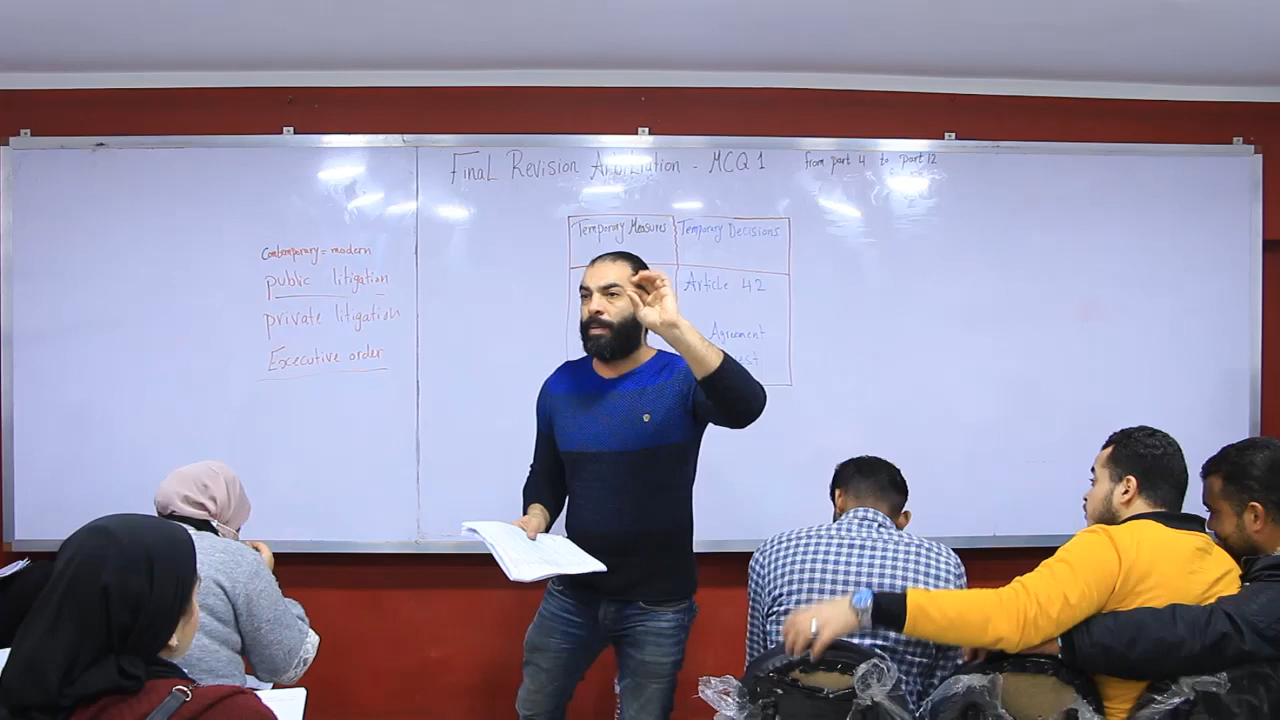 Final Revision Arbitration - MCQ 1
from part 4 to part 12
Contemporary = modern
public litigation
private litigation
Excecutive order
Temporary Measures
Temporary Decisions
Article 42
Agreement